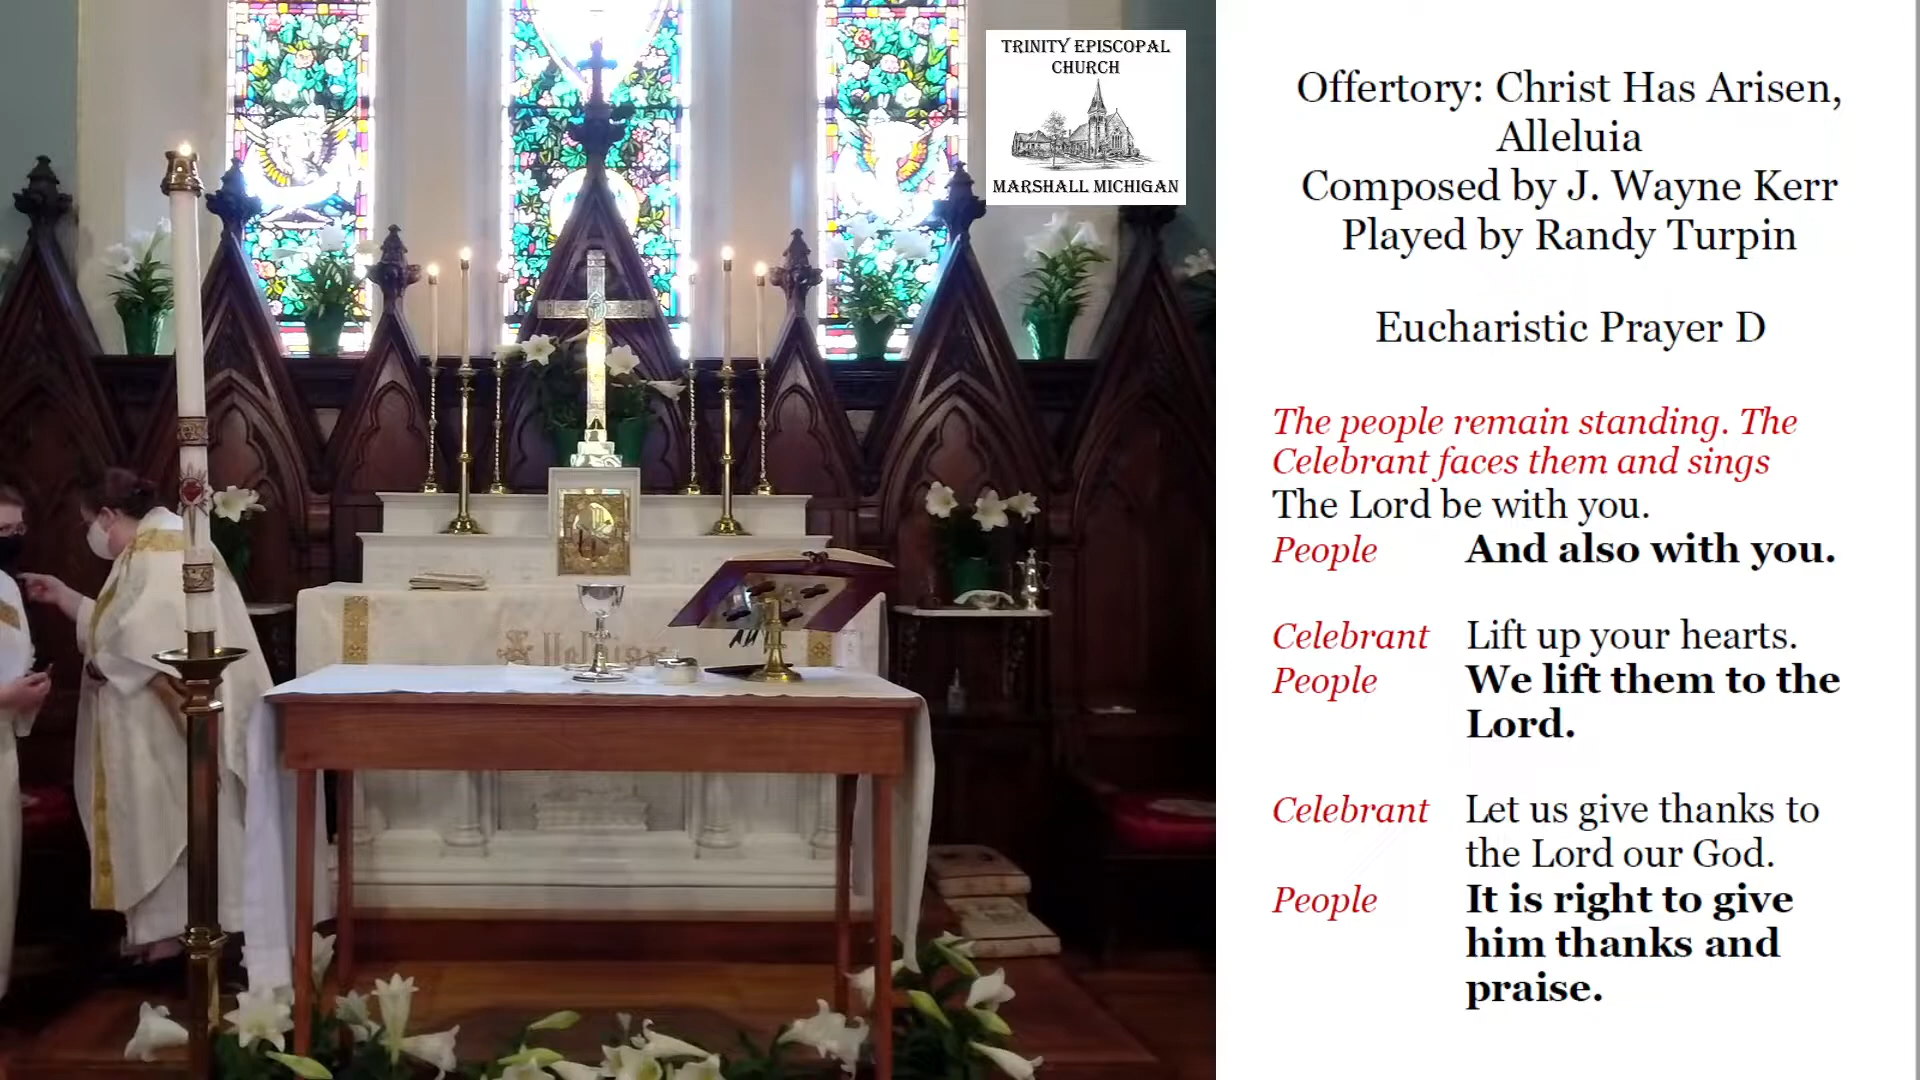 TRINITY EPISCOPAL
CHURCH
MARSHALL MICHIGAN
Alleluia
Offertory: Christ Has Arisen,
Alleluia
Composed by J. Wayne Kerr
Played by Randy Turpin
Eucharistic Prayer D
The people remain standing. The
Celebrant faces them and sings
The Lord be with you.
People And also with you.
Celebrant Lift up your hearts.
People We lift them to the
Lord.
Celebrant Let us give thanks to
the Lord our God.
People It is right to give
him thanks and
praise.